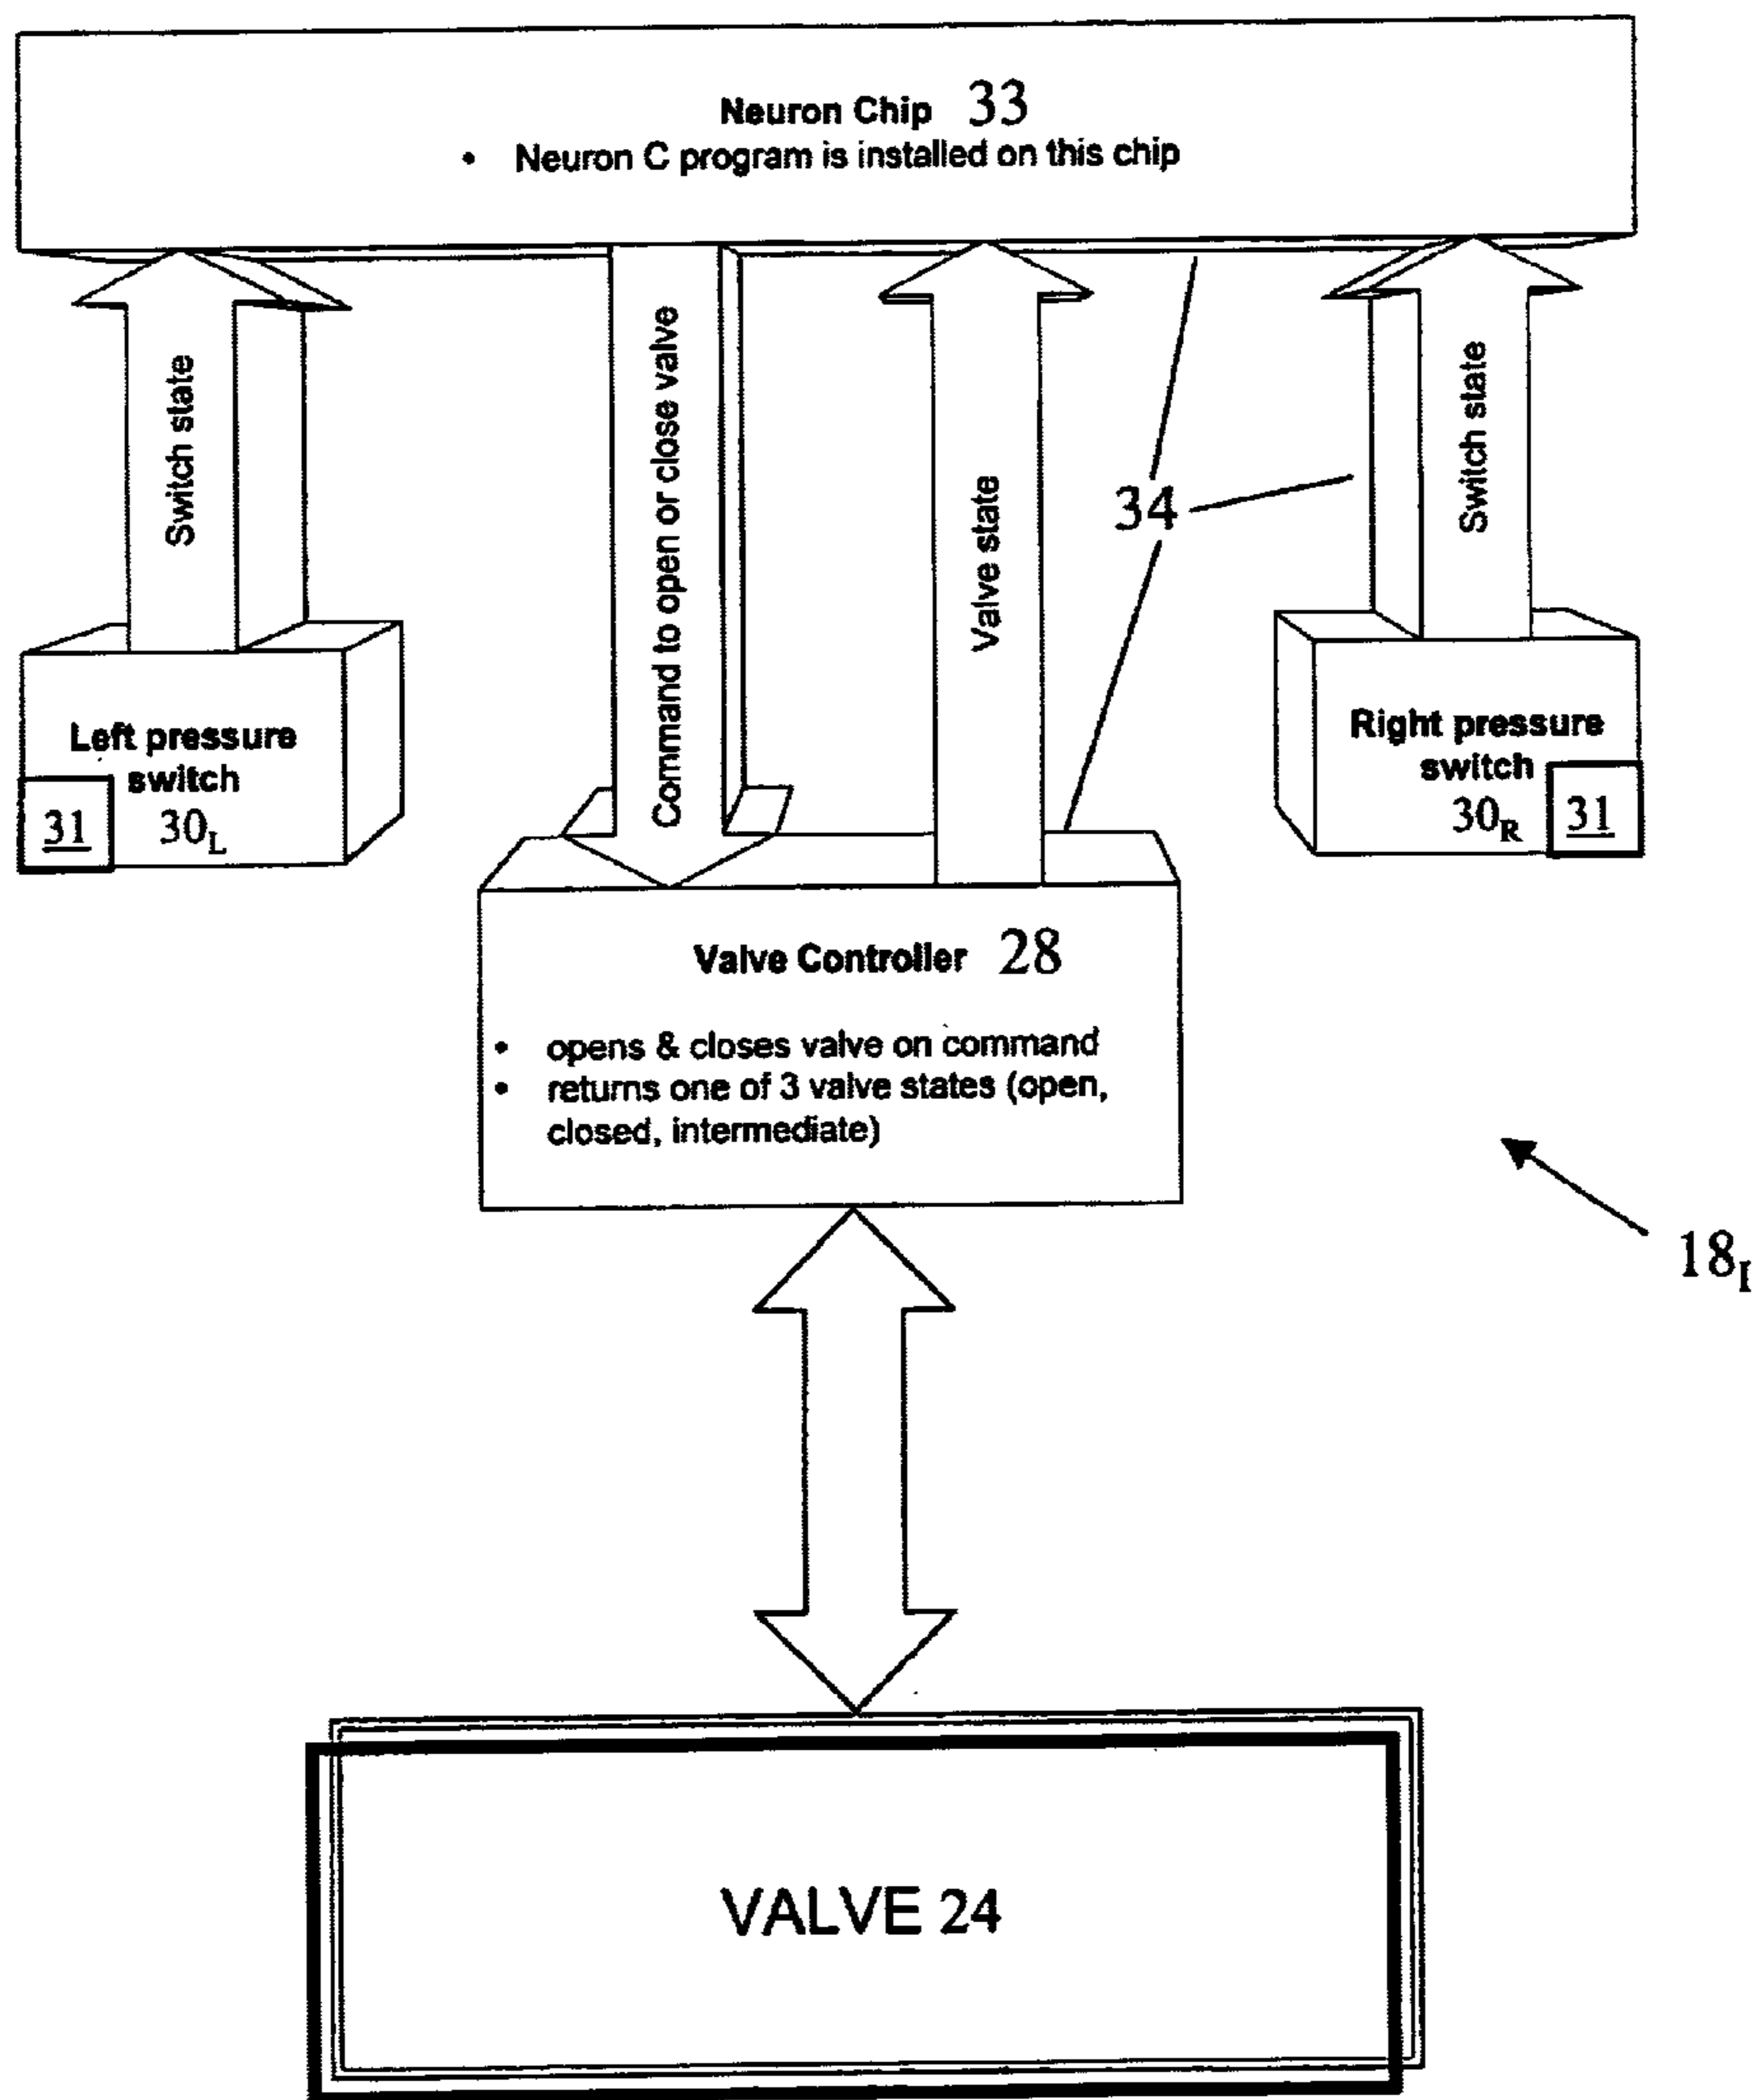 Neuron Chip 33
• Neuron C program is installed on this chip
Switch state
Command to open or close valve
Valve state
34
Switch state
Left pressure
switch
31 30L
Right pressure
switch
30R 31
Valve Controller 28
• opens & closes valve on command
• returns one of 3 valve states (open,
closed, intermediate)
18I
VALVE 24